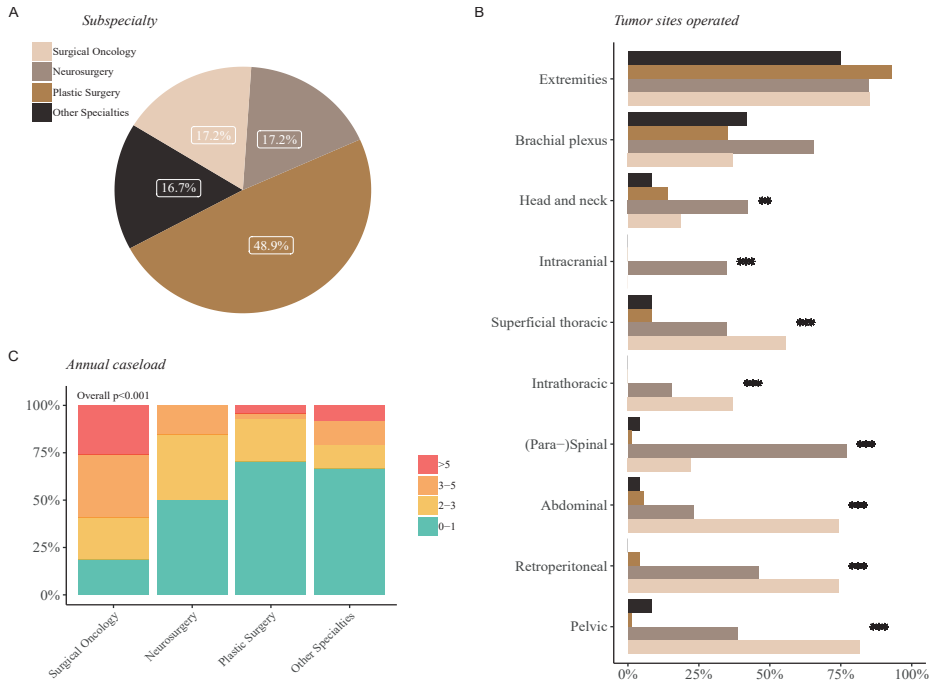 A
Subspecialty
Surgical Oncology
Neurosurgery
Plastic Surgery
Other Specialties
17.2%
17.2%
16.7%
48.9%
B
Tumor sites operated
Extremities
Brachial plexus
Head and neck
Intracranial
Superficial thoracic
Intrathoracic
(Para−)Spinal
Abdominal
Retroperitoneal
Pelvic
0%
25%
50%
75%
100%
C
Annual caseload
Overall p<0.001
100%
75%
50%
25%
0%
>5
3−5
2−3
0−1
Surgical Oncology
Neurosurgery
Plastic Surgery
Other Specialties